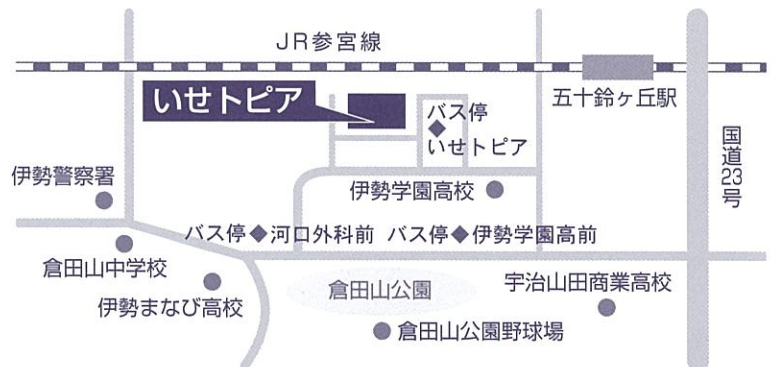 JR参宮線
いせトピア
五十鈴ヶ丘駅
バス停
いせトピア
国道23号
伊勢警察署
伊勢学園高校
バス停◆河口外科前
バス停◆伊勢学園高前
倉田山中学校
伊勢まなび高校
倉田山公園
宇治山田商業高校
倉田山公園野球場